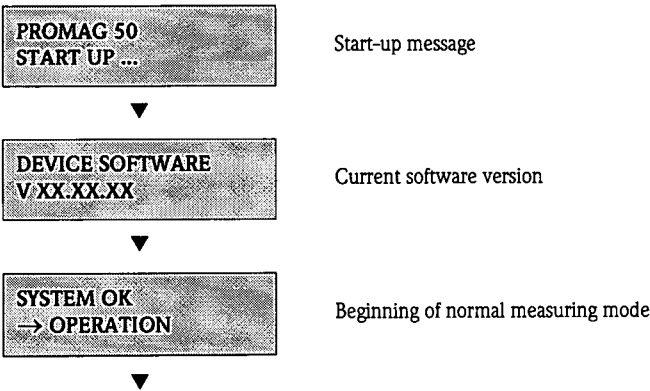 PROMAG 50
START UP ...
Start-up message
▼
DEVICE SOFTWARE
V XX.XX.XX
Current software version
▼
SYSTEM OK
→ OPERATION
Beginning of normal measuring mode
▼